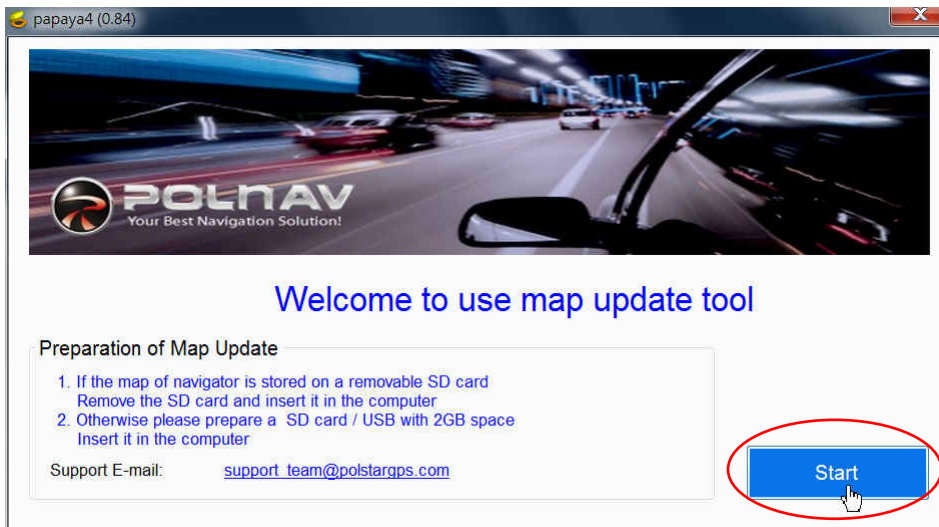 papaya4 (0.84)
X
POLNAV
Your Best Navigation Solution!
Welcome to use map update tool
Preparation of Map Update
1. If the map of navigator is stored on a removable SD card
Remove the SD card and insert it in the computer
2. Otherwise please prepare a SD card / USB with 2GB space
Insert it in the computer
Support E-mail: support_team@polstargps.com
Start